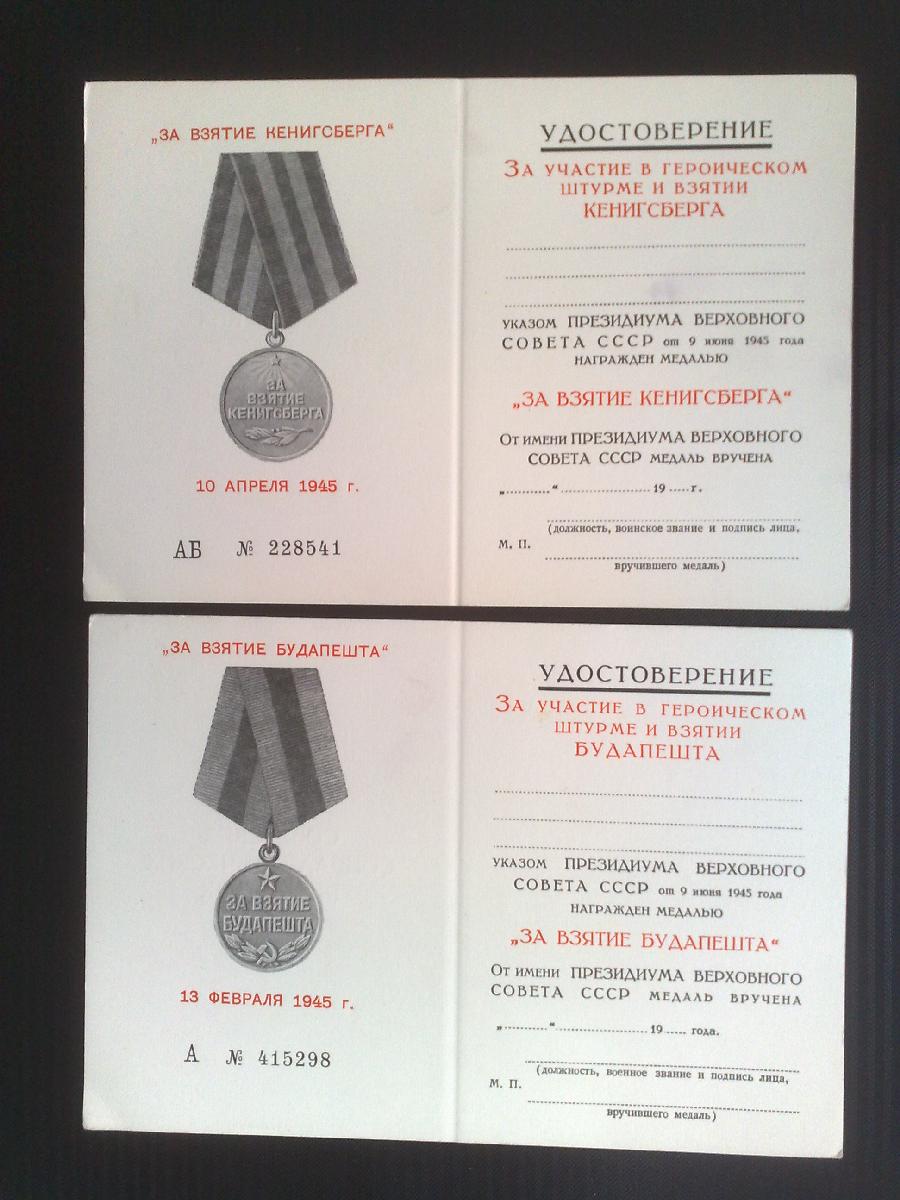 „ЗА ВЗЯТИЕ КЕНИГСБЕРГА“
ЗА
ВЗЯТИЕ
КЕНИГСБЕРГА
10 АПРЕЛЯ 1945 г.
АБ № 228541
УДОСТОВЕРЕНИЕ
ЗА УЧАСТИЕ В ГЕРОИЧЕСКОМ
ШТУРМЕ И ВЗЯТИИ
КЕНИГСБЕРГА
УКАЗОМ ПРЕЗИДИУМА ВЕРХОВНОГО
СОВЕТА СССР от 9 июня 1945 года
НАГРАЖДЕН МЕДАЛЬЮ
„ЗА ВЗЯТИЕ КЕНИГСБЕРГА“
От имени ПРЕЗИДИУМА ВЕРХОВНОГО
СОВЕТА СССР МЕДАЛЬ ВРУЧЕНА
„...........“ ...................... 19 ..... г.
(должность, воинское звание и подпись лица,
М. П.
вручившего медаль)
„ЗА ВЗЯТИЕ БУДАПЕШТА“
ЗА ВЗЯТИЕ
БУДАПЕШТА
13 ФЕВРАЛЯ 1945 г.
А № 415298
УДОСТОВЕРЕНИЕ
ЗА УЧАСТИЕ В ГЕРОИЧЕСКОМ
ШТУРМЕ И ВЗЯТИИ
БУДАПЕШТА
УКАЗОМ ПРЕЗИДИУМА ВЕРХОВНОГО
СОВЕТА СССР от 9 июня 1945 года
НАГРАЖДЕН МЕДАЛЬЮ
„ЗА ВЗЯТИЕ БУДАПЕШТА“
От имени ПРЕЗИДИУМА ВЕРХОВНОГО
СОВЕТА СССР МЕДАЛЬ ВРУЧЕНА
„...........“ ...................... 19 ..... года.
(должность, военное звание и подпись лица,
М. П.
вручившего медаль)